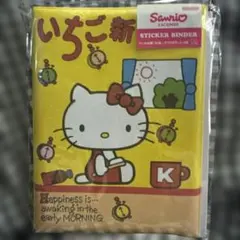 いちご新
Sanrio
STICKER BINDER
K
Happiness is—
awaking in the
early MORNING